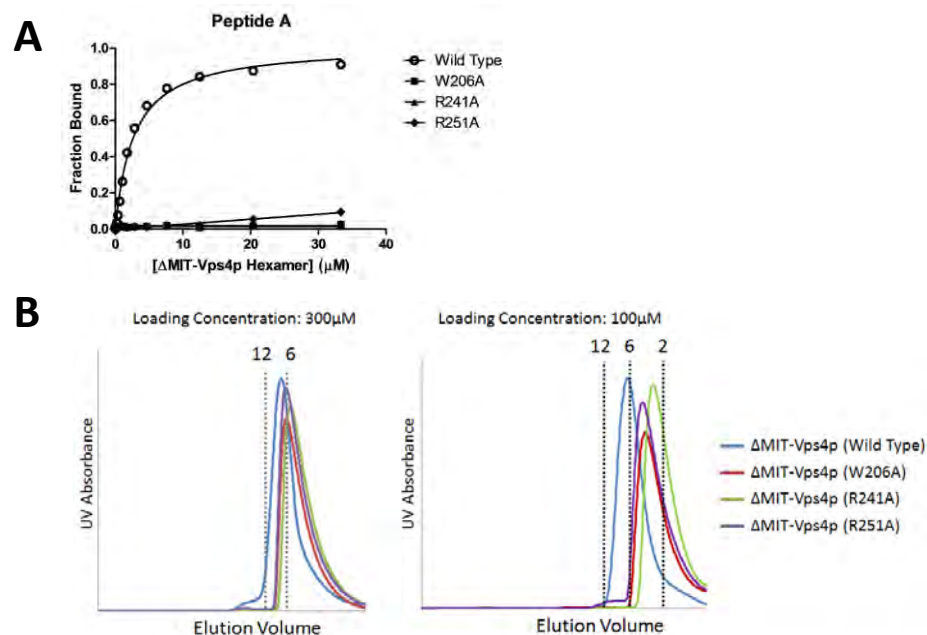 A
Peptide A
Fraction Bound
1.0
0.8
0.6
0.4
0.2
0.0
0
10
20
30
40
[ΔMIT-Vps4p Hexamer] (μM)
Wild Type
W206A
R241A
R251A
B
Loading Concentration: 300μM
12 6
UV Absorbance
Elution Volume
Loading Concentration: 100μM
12 6 2
UV Absorbance
Elution Volume
ΔMIT-Vps4p (Wild Type)
ΔMIT-Vps4p (W206A)
ΔMIT-Vps4p (R241A)
ΔMIT-Vps4p (R251A)